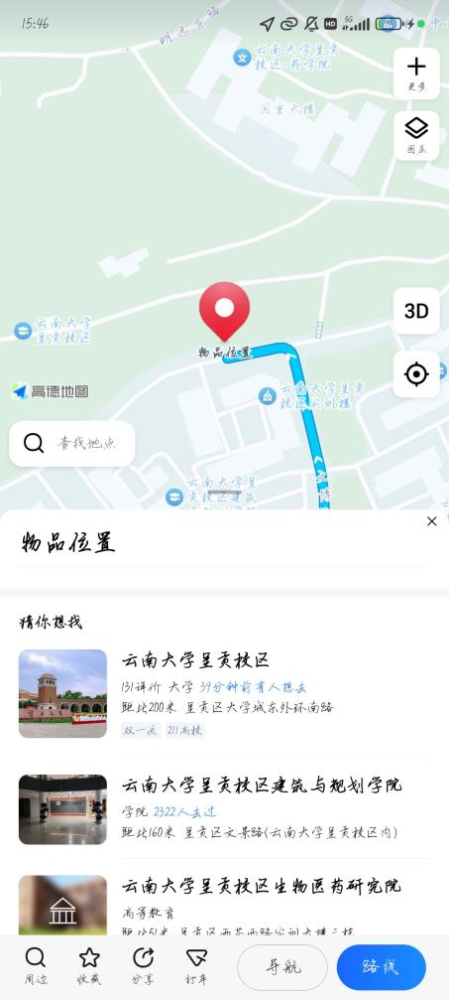 15:46
HD 5G
明远东路
云南大学呈贡
校区-药学院
国重大楼
更多
图层
3D
云南大学
呈贡校区
物品位置
云南大学呈贡
校区实训楼
高德地图
查找地点
云南大学呈
贡校区建筑
物品位置
猜你想找
云南大学呈贡校区
131评价 大学 39分钟前有人想去
距此200米 呈贡区大学城东外环南路
双一流 211高校
云南大学呈贡校区建筑与规划学院
学院 2322人去过
距此160米 呈贡区文景路(云南大学呈贡校区内)
云南大学呈贡校区生物医药研究院
高等教育
距此51米
周边 收藏 分享 打车 导航 路线